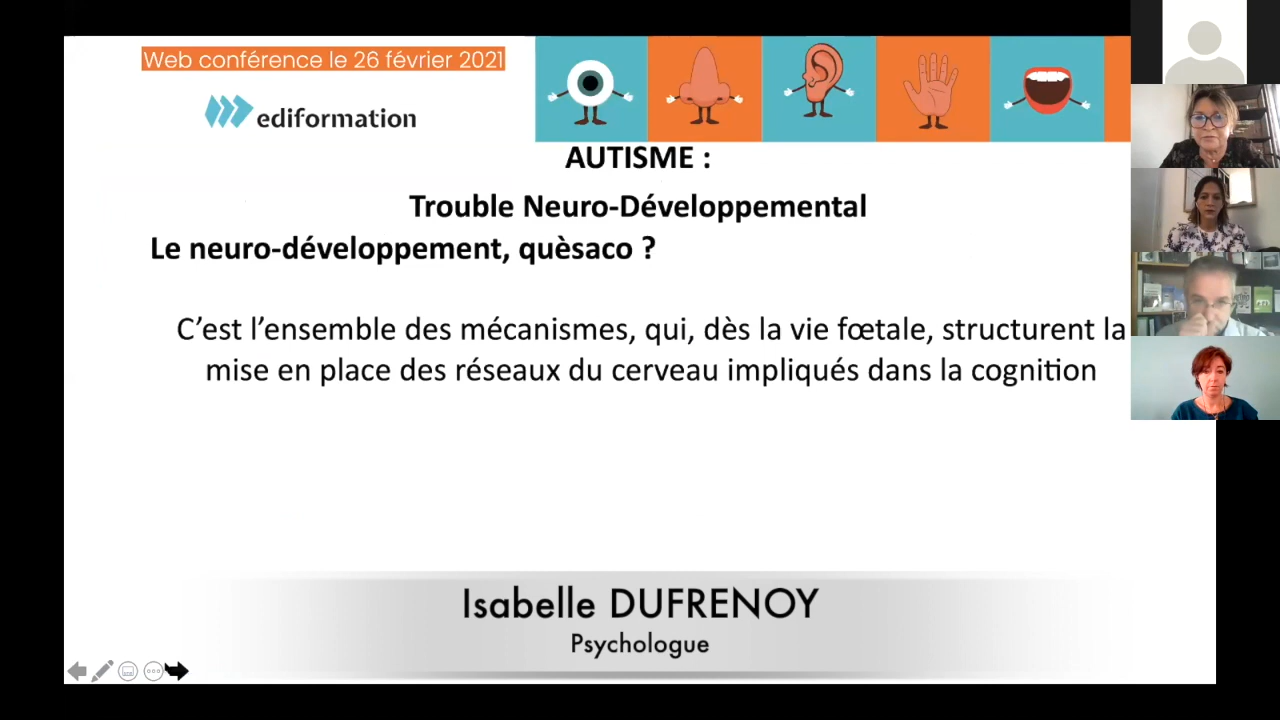 Web conférence le 26 février 2021
ediformation
AUTISME :
Trouble Neuro-Développemental
Le neuro-développement, quèsaco ?
C’est l’ensemble des mécanismes, qui, dès la vie fœtale, structurent la
mise en place des réseaux du cerveau impliqués dans la cognition
Isabelle DUFRENOY
Psychologue